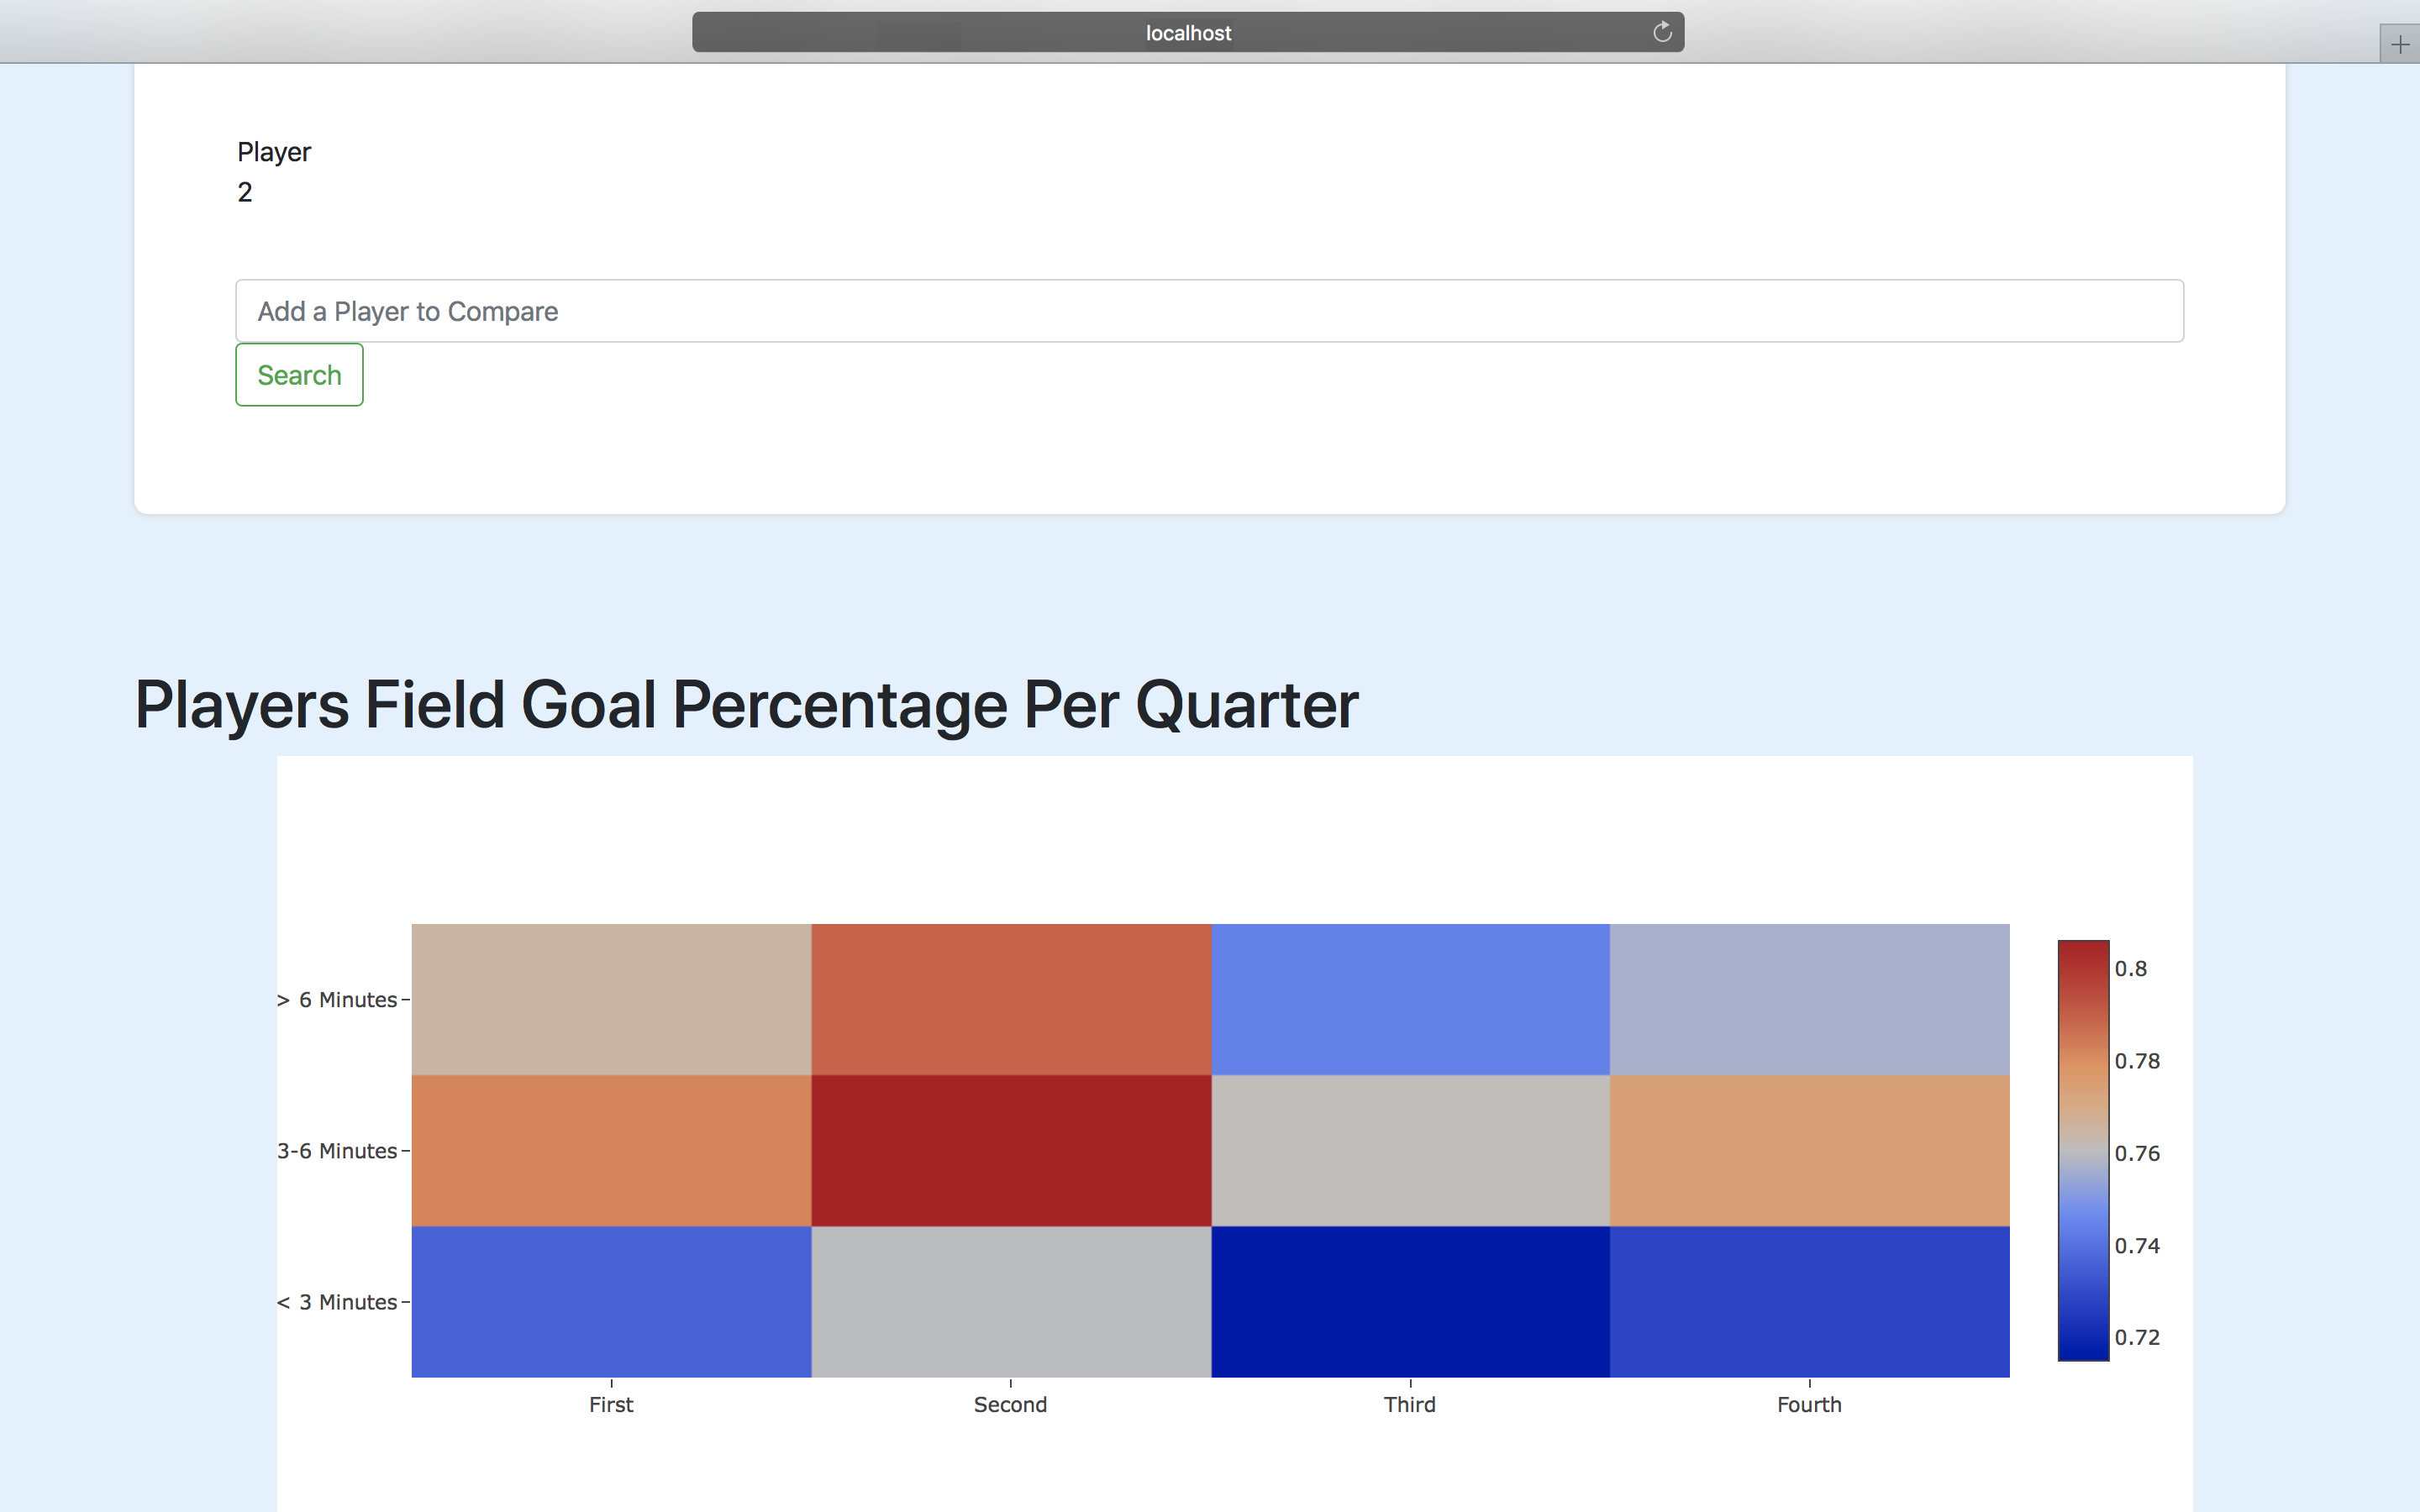 localhost
Player
2
Add a Player to Compare
Search
Players Field Goal Percentage Per Quarter
> 6 Minutes
3-6 Minutes
< 3 Minutes
First
Second
Third
Fourth
0.8
0.78
0.76
0.74
0.72